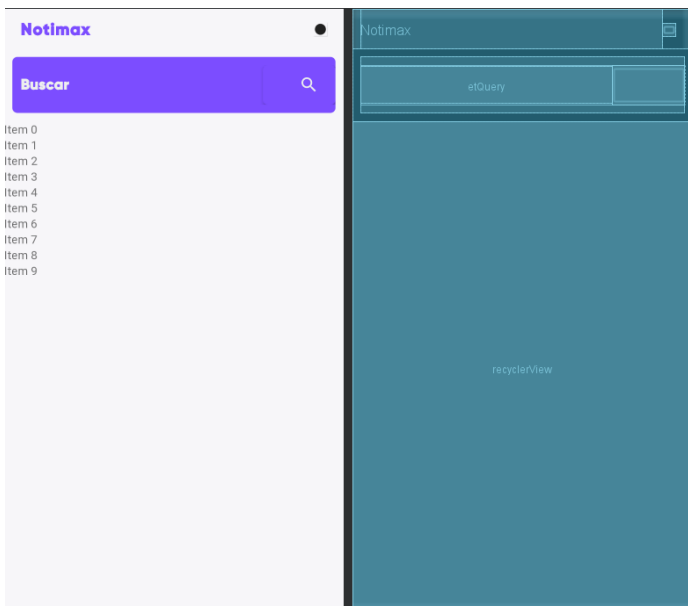 Notimax
Buscar
Item 0
Item 1
Item 2
Item 3
Item 4
Item 5
Item 6
Item 7
Item 8
Item 9
Notimax
etQuery
recyclerView